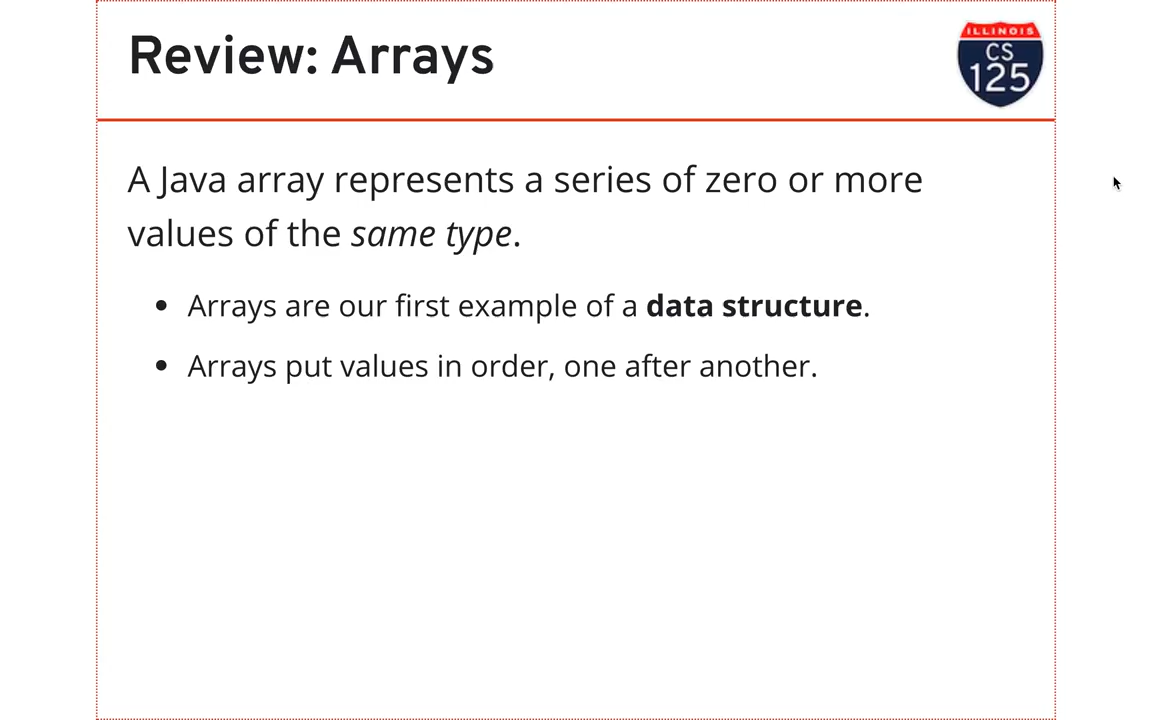 Review: Arrays
ILLINOIS
CS
125
A Java array represents a series of zero or more
values of the same type.
• Arrays are our first example of a data structure.
• Arrays put values in order, one after another.